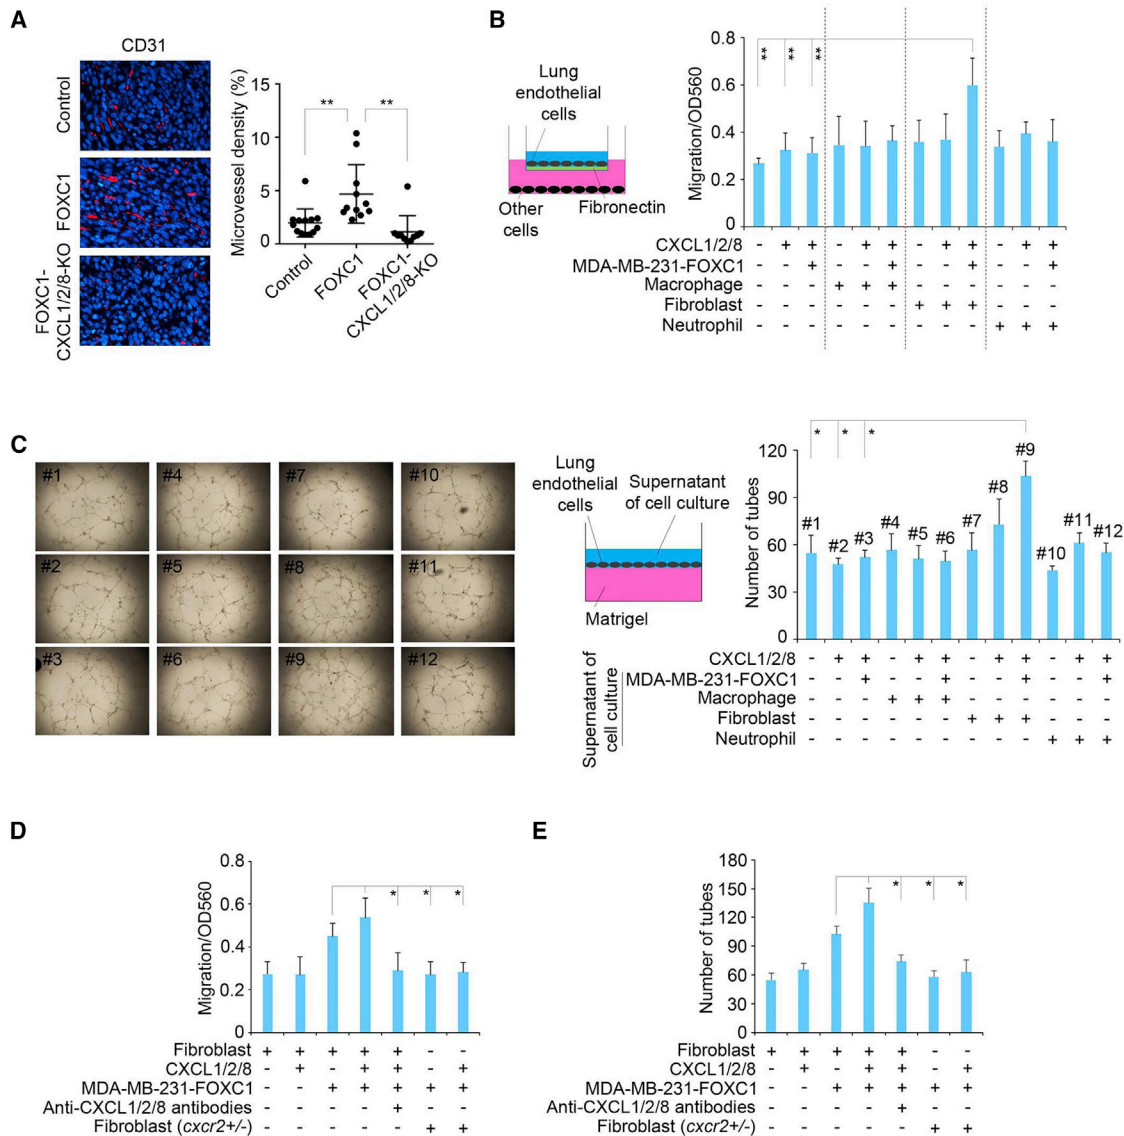 A
CD31
Control
FOXC1
FOXC1-
CXCL1/2/8-KO
Microvessel density (%)
15
10
5
0
** **
Control
FOXC1
FOXC1-
CXCL1/2/8-KO
B
Lung
endothelial
cells
Other
cells
Fibronectin
Migration/OD560
0.8
0.6
0.4
0.2
0
** ** **
CXCL1/2/8 - + + - + + - + + - + +
MDA-MB-231-FOXC1 - - + - - + - - + - - +
Macrophage - - - + + + - - - - - -
Fibroblast - - - - - - + + + - - -
Neutrophil - - - - - - - - - + + +
C
#1 #4 #7 #10
#2 #5 #8 #11
#3 #6 #9 #12
Lung
endothelial
cells
Supernatant
of cell culture
Matrigel
Number of tubes
120
90
60
30
0
* * *
#1 #2 #3 #4 #5 #6 #7 #8 #9 #10 #11 #12
Supernatant of
cell culture
CXCL1/2/8 - + + - + + - + + - + +
MDA-MB-231-FOXC1 - - + - - + - - + - - +
Macrophage - - - + + + - - - - - -
Fibroblast - - - - - - + + + - - -
Neutrophil - - - - - - - - - + + +
D
Migration/OD560
0.8
0.6
0.4
0.2
0
* * *
Fibroblast + + + + + - -
CXCL1/2/8 - + - + + - +
MDA-MB-231-FOXC1 - - + + + + +
Anti-CXCL1/2/8 antibodies - - - - + - -
Fibroblast (cxcr2+/-) - - - - - + +
E
Number of tubes
180
150
120
90
60
30
0
* * *
Fibroblast + + + + + - -
CXCL1/2/8 - + - + + - +
MDA-MB-231-FOXC1 - - + + + + +
Anti-CXCL1/2/8 antibodies - - - - + - -
Fibroblast (cxcr2+/-) - - - - - + +